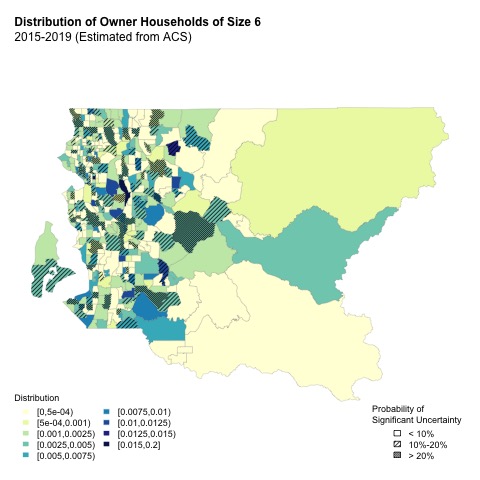 Distribution of Owner Households of Size 6
2015-2019 (Estimated from ACS)
Distribution
[0,5e-04)
[5e-04,0.001)
[0.001,0.0025)
[0.0025,0.005)
[0.005,0.0075)
[0.0075,0.01)
[0.01,0.0125)
[0.0125,0.015)
[0.015,0.2]
Probability of
Significant Uncertainty
< 10%
10%-20%
> 20%